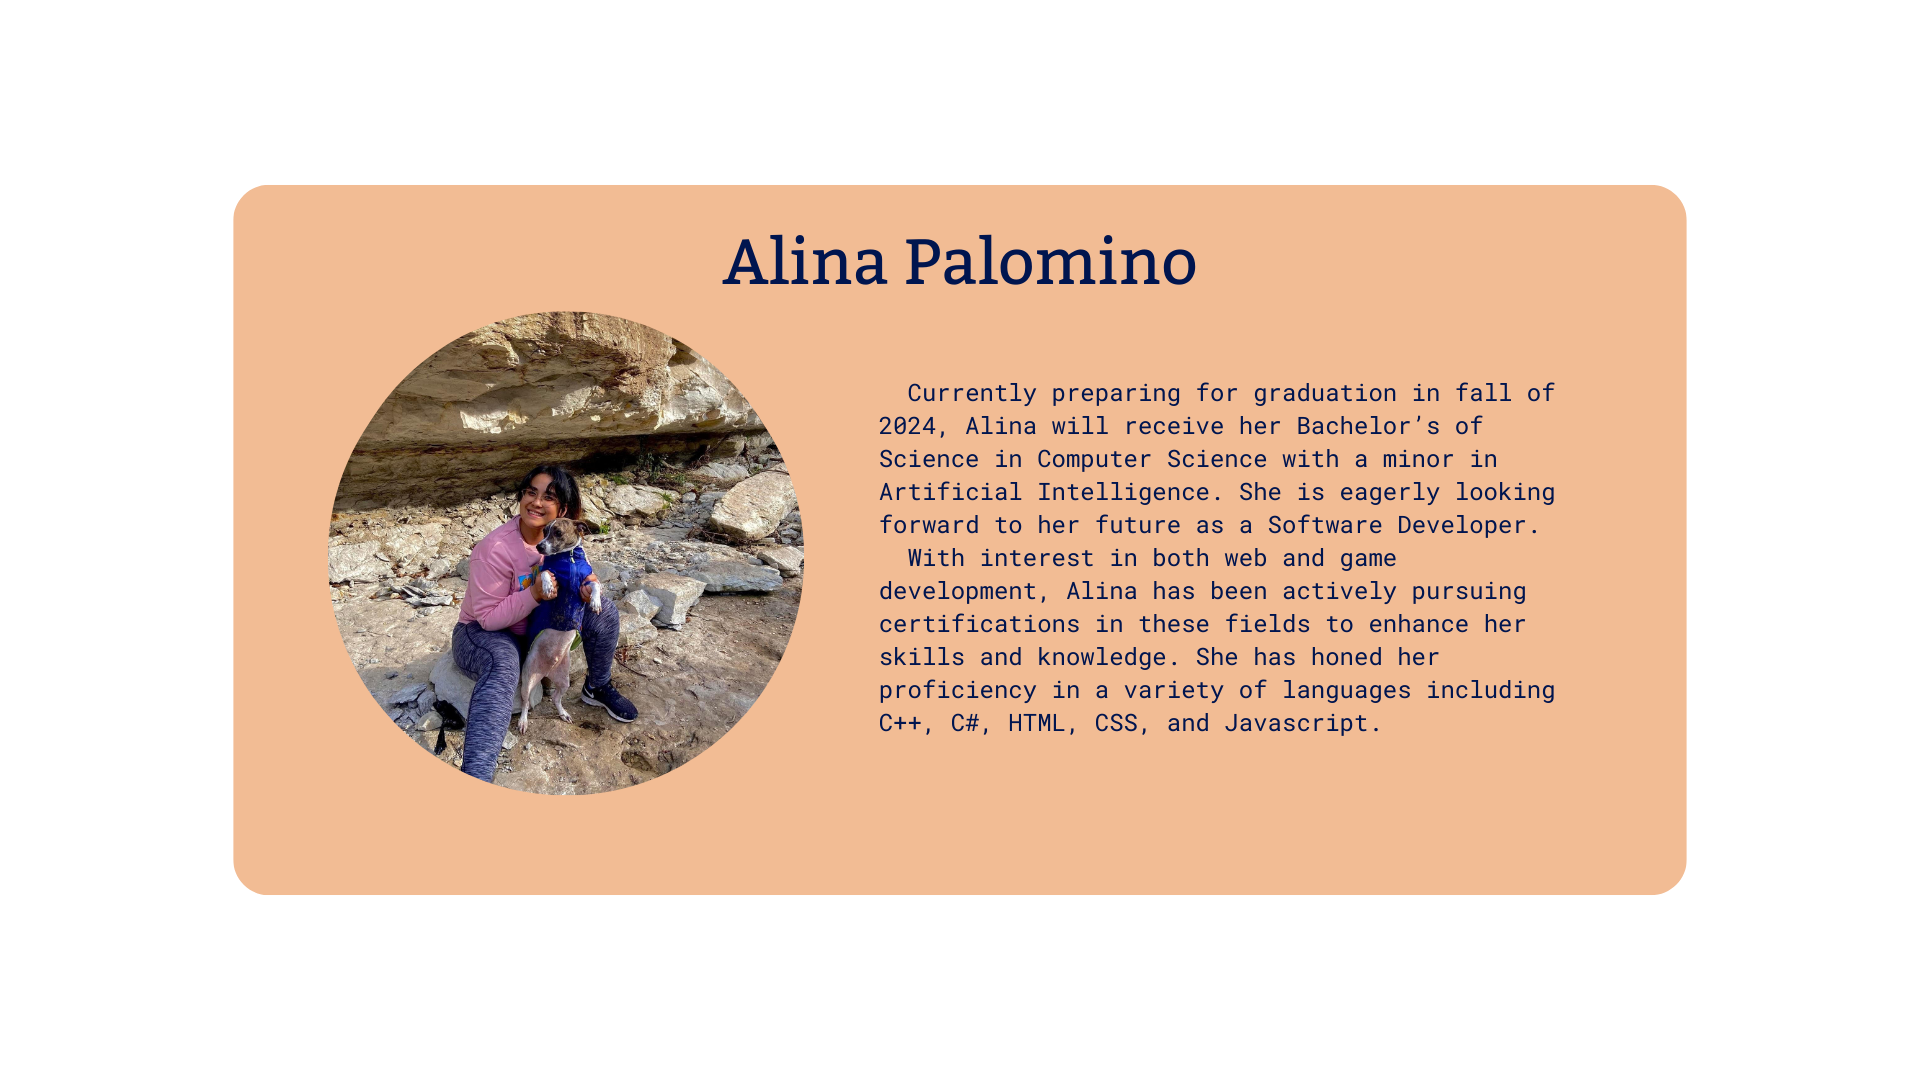 Alina Palomino
Currently preparing for graduation in fall of
2024, Alina will receive her Bachelor’s of
Science in Computer Science with a minor in
Artificial Intelligence. She is eagerly looking
forward to her future as a Software Developer.
With interest in both web and game
development, Alina has been actively pursuing
certifications in these fields to enhance her
skills and knowledge. She has honed her
proficiency in a variety of languages including
C++, C#, HTML, CSS, and Javascript.